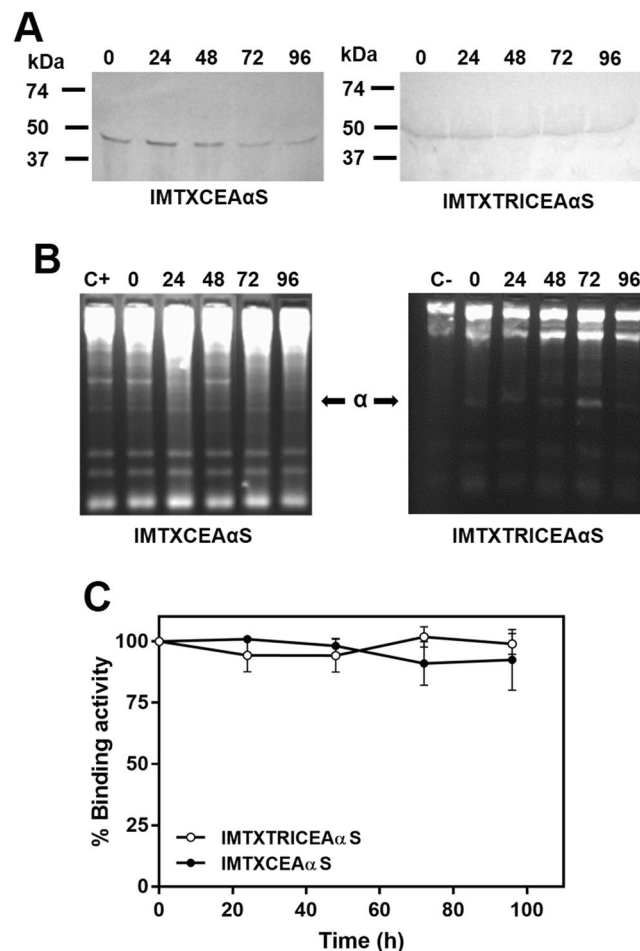 A
kDa 0 24 48 72 96
74
50
37
IMTXCEAαS
kDa 0 24 48 72 96
74
50
37
IMTXTRICEAαS
B
C+ 0 24 48 72 96
IMTXCEAαS
α
C- 0 24 48 72 96
IMTXTRICEAαS
C
% Binding activity
100
75
50
25
0
IMTXTRICEAα S
IMTXCEAα S
0 20 40 60 80 100
Time (h)